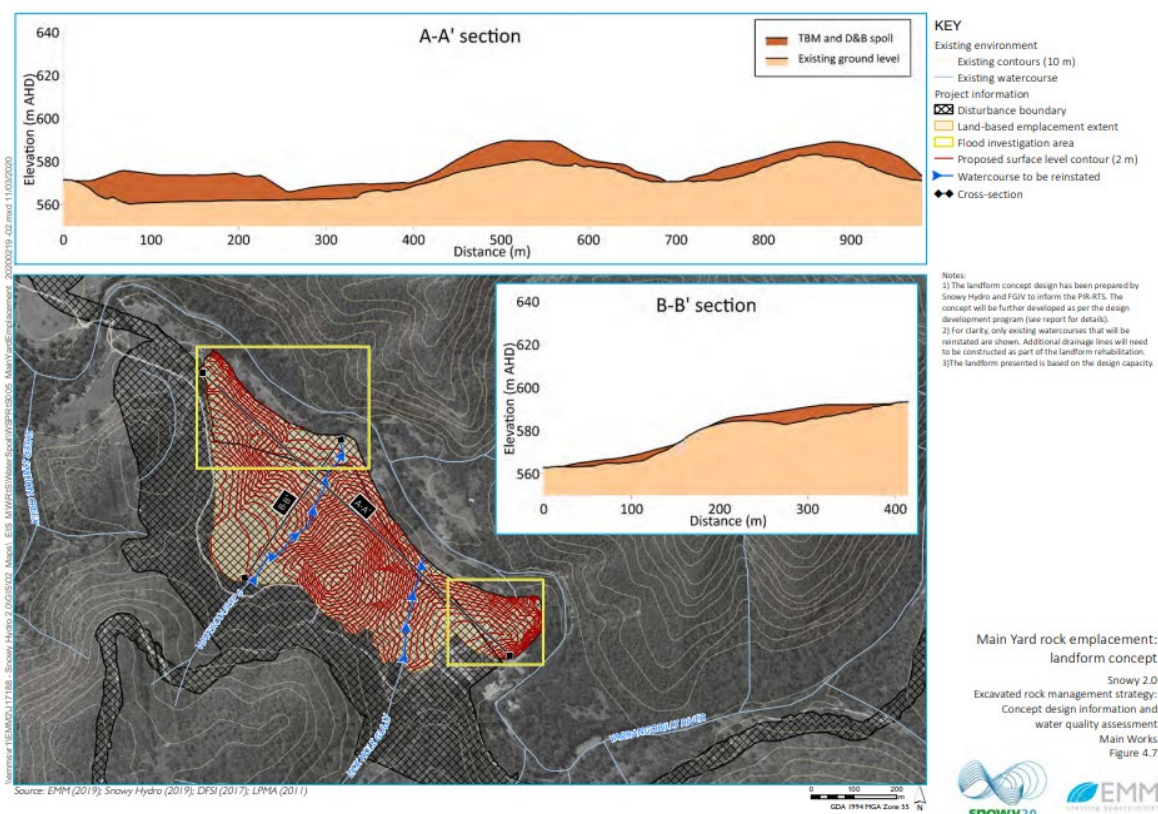 A-A' section
TBM and D&B spoil
Existing ground level
Elevation (m AHD)
640
620
600
580
560
0
100
200
300
400
500
600
700
800
900
Distance (m)
KEY
Existing environment
Existing contours (10 m)
Existing watercourse
Project information
Disturbance boundary
Land-based emplacement extent
Flood investigation area
Proposed surface level contour (2 m)
Watercourse to be reinstated
Cross-section
Notes:
1) The landform concept design has been prepared by
Snowy Hydro and FGJV to inform the PIR-RTS. The
concept will be further developed as per the design
development program (see report for details).
2) For clarity, only existing watercourses that will be
reinstated are shown. Additional drainage lines will need
to be constructed as part of the landform rehabilitation.
3)The landform presented is based on the design capacity.
B-B' section
Elevation (m AHD)
640
620
600
580
560
0
100
200
300
400
Distance (m)
B-B'
A-A'
YARRANGOBILLY RIVER
Main Yard rock emplacement:
landform concept
Snowy 2.0
Excavated rock management strategy:
Concept design information and
water quality assessment
Main Works
Figure 4.7
Source: EMM (2019); Snowy Hydro (2019); DFSI (2017); LPMA (2011)
0
100
200
m
GDA 1994 MGA Zone 55
N
snowy2.0
EMM
creating opportunities